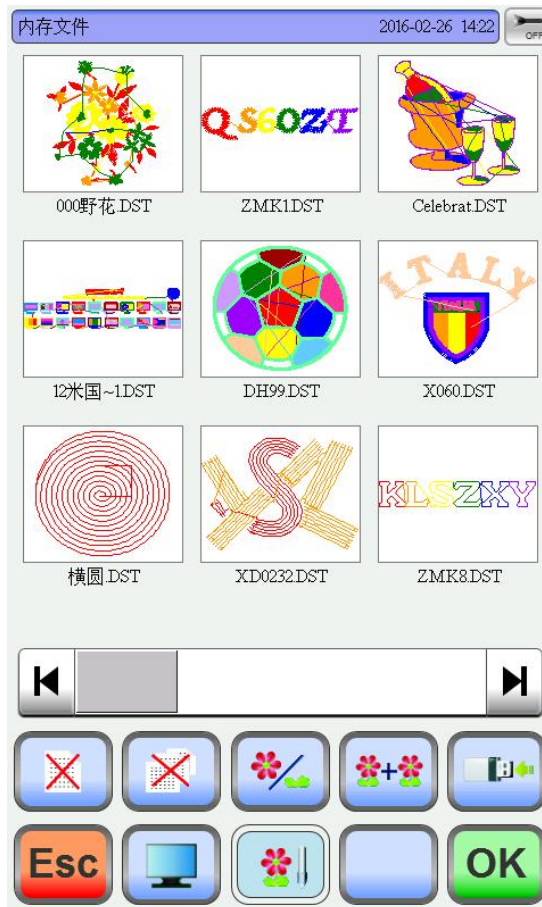 内存文件 2016-02-26 14:22
OFF
QS6OZT
000野花.DST ZMK1.DST Celebrat.DST
ITALY
12米国~1.DST DH99.DST X060.DST
KLSZXY
横圆.DST XD0232.DST ZMK8.DST
Esc OK